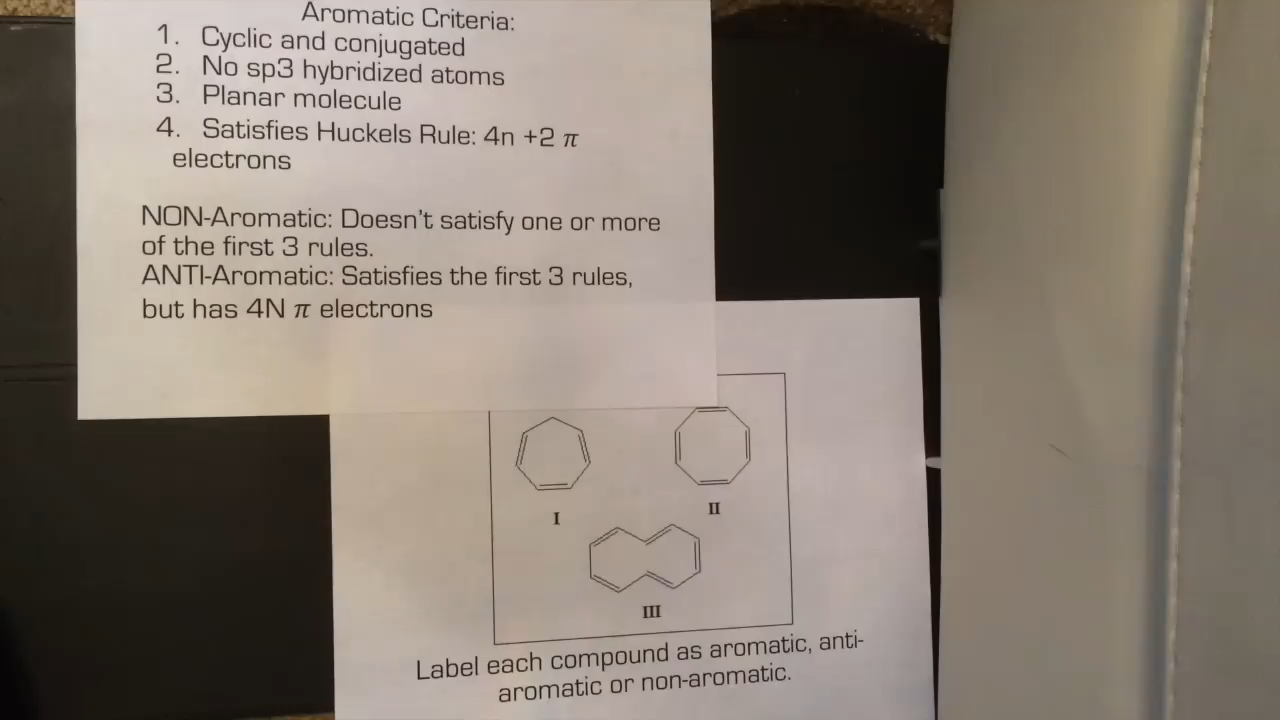 Aromatic Criteria:
1. Cyclic and conjugated
2. No sp3 hybridized atoms
3. Planar molecule
4. Satisfies Huckels Rule: 4n +2 π
electrons
NON-Aromatic: Doesn't satisfy one or more
of the first 3 rules.
ANTI-Aromatic: Satisfies the first 3 rules,
but has 4N π electrons
I
II
III
Label each compound as aromatic, anti-
aromatic or non-aromatic.